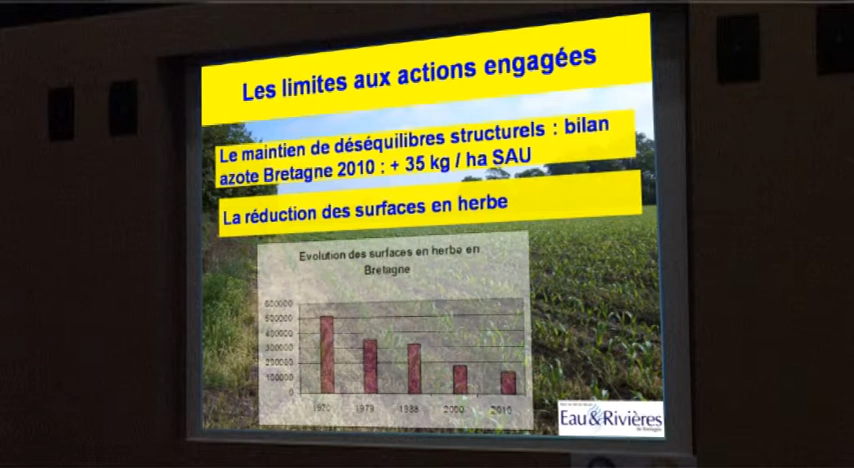 Les limites aux actions engagées
Le maintien de déséquilibres structurels : bilan
azote Bretagne 2010 : + 35 kg / ha SAU
La réduction des surfaces en herbe
Evolution des surfaces en herbe en
Bretagne
600000
500000
400000
300000
200000
100000
0
1970 1979 1988 2000 2010
Eau & Rivières
de Bretagne